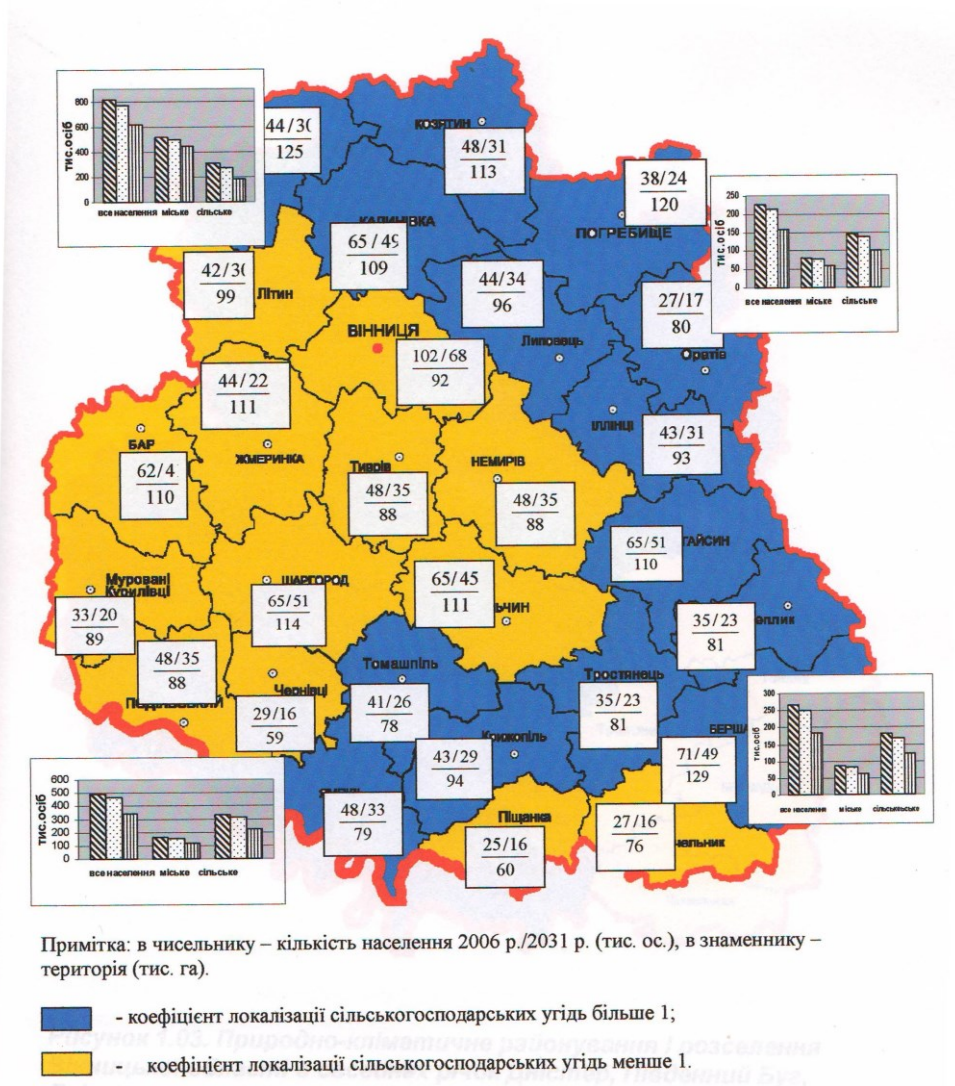 тис.осіб
800
600
400
200
0
все населення міське сільське
44/30
125
КОЗЯТИН
48/31
113
38/24
120
ПОГРЕБИЩЕ
тис.осіб
250
200
150
100
50
0
все населення міське сільське
КАЛИНІВКА
65/49
109
42/30
99
Літин
44/34
96
27/17
80
Оратів
Липовець
ВІННИЦЯ
102/68
92
44/22
111
ІЛЛІНЦІ
43/31
93
БАР
62/4
110
ЖМЕРИНКА
Тиврів
48/35
88
НЕМИРІВ
48/35
88
65/51
110
ГАЙСИН
Муровані
Курилівці
33/20
89
ШАРГОРОД
65/51
114
65/45
111
ЬЧИН
35/23
81
еплик
48/35
88
Чернівці
29/16
59
Томашпіль
41/26
78
Тростянець
35/23
81
БЕРША
71/49
129
тис.осіб
300
250
200
150
100
50
0
все населення міське сільськеьське
Крижопіль
43/29
94
48/33
79
Піщанка
25/16
60
27/16
76
чальник
тис.осіб
600
500
400
300
200
100
0
все населення міське сільське
Примітка: в чисельнику – кількість населення 2006 р./2031 р. (тис. ос.), в знаменнику –
територія (тис. га).
- коефіцієнт локалізації сільськогосподарських угідь більше 1;
- коефіцієнт локалізації сільськогосподарських угідь менше 1.